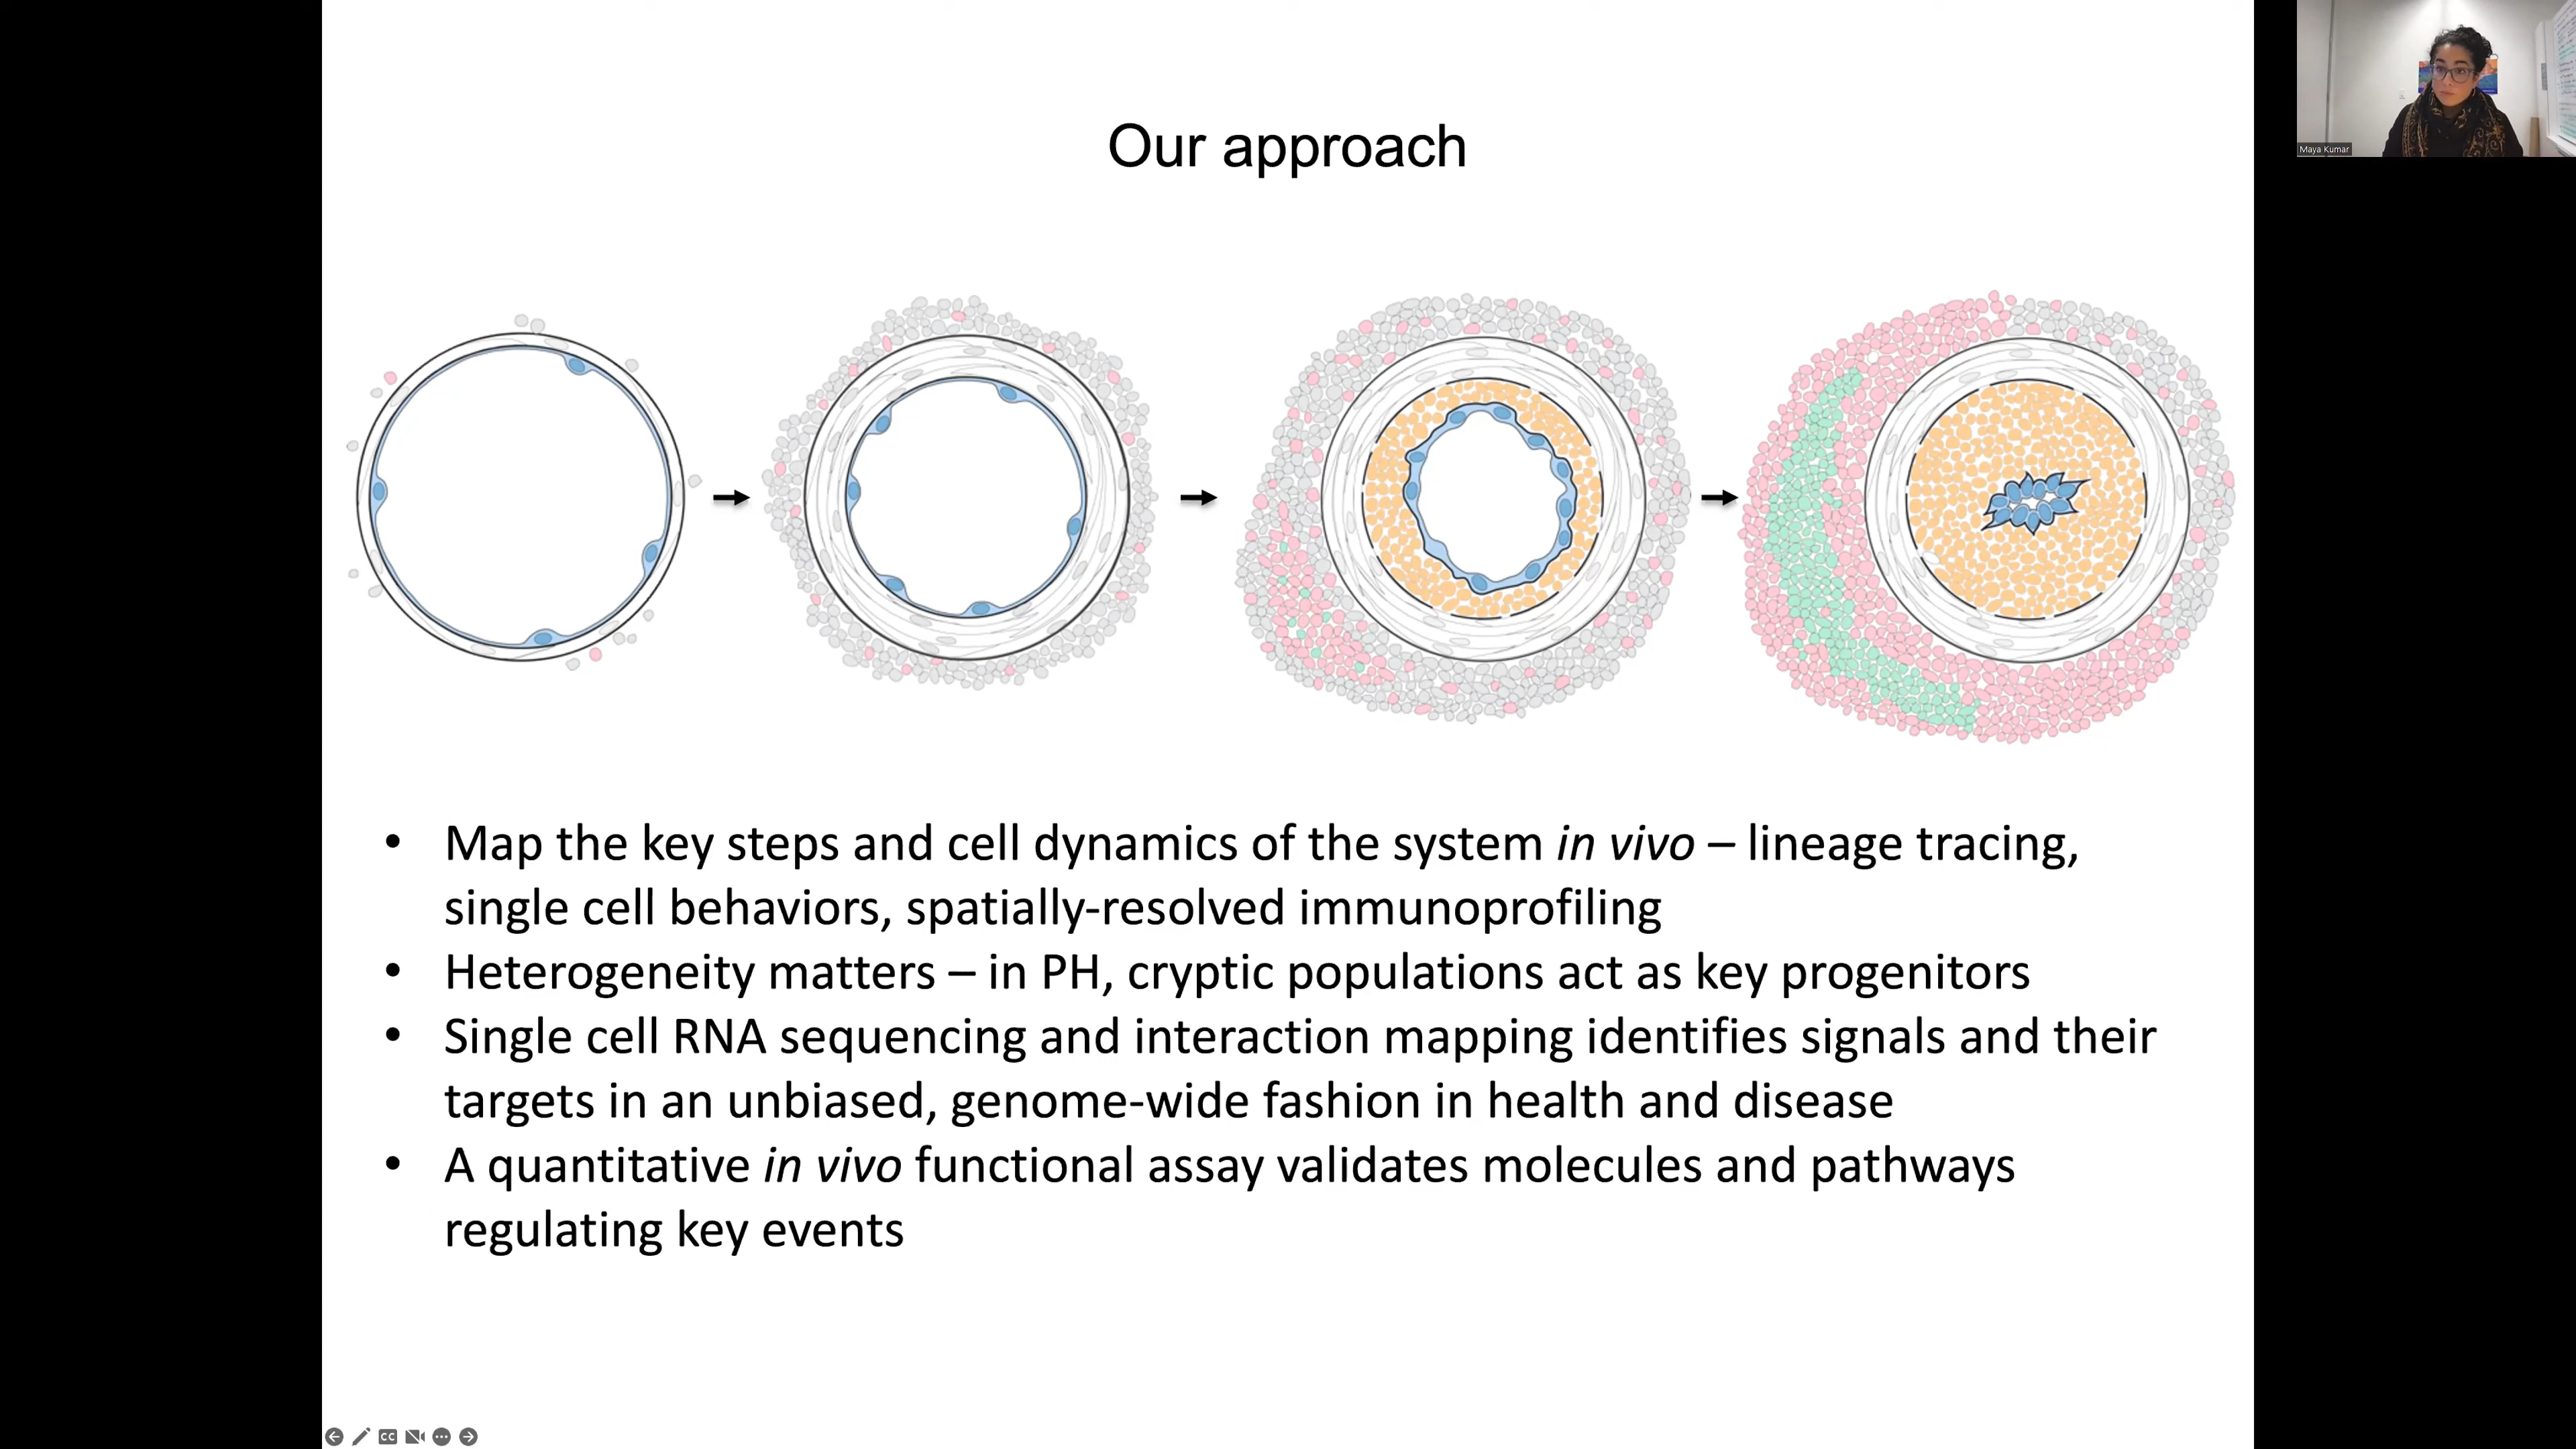 Our approach
Maya Kumar
• Map the key steps and cell dynamics of the system in vivo – lineage tracing,
single cell behaviors, spatially-resolved immunoprofiling
• Heterogeneity matters – in PH, cryptic populations act as key progenitors
• Single cell RNA sequencing and interaction mapping identifies signals and their
targets in an unbiased, genome-wide fashion in health and disease
• A quantitative in vivo functional assay validates molecules and pathways
regulating key events
CC